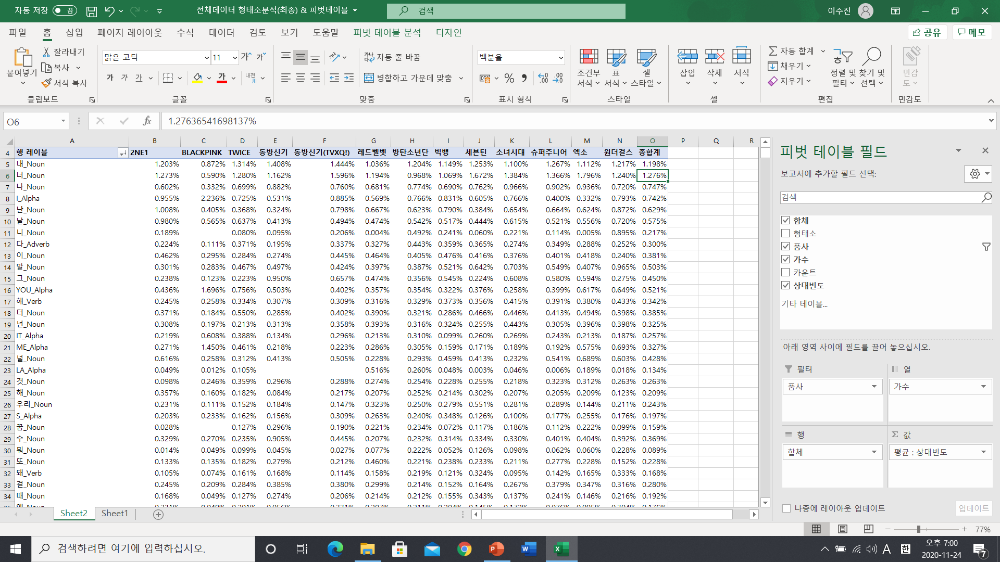 자동 저장 끔 전체데이터 형태소분석(최종) & 피벗테이블 검색 이수진
파일 홈 삽입 페이지 레이아웃 수식 데이터 검토 보기 도움말 피벗 테이블 분석 디자인 공유 메모
붙여넣기 잘라내기 복사 서식 복사 클립보드
맑은 고딕 11 가 가 가 가 가 가 내천 글꼴
가나 자동 줄 바꿈 병합하고 가운데 맞춤 맞춤
백분율 % 표시 형식
조건부 서식 표 서식 셀 스타일 스타일
삽입 삭제 서식 셀
자동 합계 채우기 지우기 정렬 및 필터 찾기 및 선택 편집
민감도 민감도
O6 fx 1.27636541698137%
A B C D E F G H I J K L M N O P Q R
4 행 레이블 2NE1 BLACKPINK TWICE 동방신기 동방신기(TVXQ!) 레드벨벳 방탄소년단 빅뱅 세븐틴 소녀시대 슈퍼주니어 엑소 원더걸스 총합계
5 내_Noun 1.203% 0.872% 1.314% 1.408% 1.444% 1.036% 1.204% 1.149% 1.253% 1.100% 1.267% 1.112% 1.217% 1.198%
6 너_Noun 1.273% 0.590% 1.280% 1.162% 1.596% 1.194% 0.968% 1.069% 1.672% 1.384% 1.366% 1.796% 1.240% 1.276%
7 나_Noun 0.602% 0.332% 0.699% 0.882% 0.760% 0.681% 0.774% 0.690% 0.762% 0.966% 0.902% 0.936% 0.720% 0.747%
8 I_Alpha 0.955% 2.236% 0.725% 0.531% 0.885% 0.569% 0.766% 0.831% 0.605% 0.766% 0.400% 0.332% 0.793% 0.742%
9 난_Noun 1.008% 0.405% 0.368% 0.324% 0.798% 0.667% 0.623% 0.790% 0.384% 0.654% 0.664% 0.624% 0.872% 0.629%
10 날_Noun 0.980% 0.565% 0.637% 0.413% 0.494% 0.474% 0.542% 0.517% 0.444% 0.615% 0.521% 0.556% 0.720% 0.575%
11 니_Noun 0.189% 0.080% 0.095% 0.206% 0.004% 0.492% 0.241% 0.060% 0.221% 0.114% 0.005% 0.895% 0.217%
12 다_Adverb 0.224% 0.111% 0.371% 0.195% 0.337% 0.327% 0.443% 0.359% 0.365% 0.274% 0.349% 0.288% 0.252% 0.300%
13 이_Noun 0.462% 0.295% 0.284% 0.274% 0.445% 0.464% 0.405% 0.476% 0.416% 0.376% 0.401% 0.418% 0.240% 0.381%
14 말_Noun 0.301% 0.283% 0.467% 0.497% 0.424% 0.397% 0.387% 0.521% 0.642% 0.703% 0.549% 0.407% 0.965% 0.503%
15 그_Noun 0.238% 0.123% 0.223% 0.950% 0.657% 0.474% 0.356% 0.545% 0.224% 0.608% 0.580% 0.594% 0.275% 0.450%
16 YOU_Alpha 0.436% 1.696% 0.756% 0.503% 0.402% 0.357% 0.354% 0.322% 0.376% 0.258% 0.399% 0.617% 0.649% 0.521%
17 해_Verb 0.245% 0.258% 0.334% 0.307% 0.309% 0.316% 0.329% 0.373% 0.356% 0.415% 0.391% 0.380% 0.433% 0.342%
18 더_Noun 0.371% 0.184% 0.550% 0.285% 0.402% 0.390% 0.321% 0.286% 0.466% 0.446% 0.413% 0.494% 0.398% 0.385%
19 넌_Noun 0.308% 0.197% 0.213% 0.313% 0.358% 0.393% 0.316% 0.324% 0.255% 0.443% 0.305% 0.396% 0.398% 0.325%
20 IT_Alpha 0.219% 0.608% 0.388% 0.134% 0.296% 0.213% 0.310% 0.099% 0.260% 0.269% 0.243% 0.213% 0.187% 0.257%
21 ME_Alpha 0.271% 1.450% 0.461% 0.218% 0.223% 0.286% 0.305% 0.159% 0.171% 0.189% 0.192% 0.575% 0.693% 0.327%
22 널_Noun 0.616% 0.258% 0.312% 0.413% 0.505% 0.228% 0.293% 0.459% 0.413% 0.232% 0.541% 0.689% 0.603% 0.428%
23 LA_Alpha 0.049% 0.012% 0.105% 0.516% 0.260% 0.048% 0.003% 0.046% 0.006% 0.189% 0.018% 0.134%
24 것_Noun 0.098% 0.246% 0.359% 0.296% 0.288% 0.274% 0.254% 0.228% 0.255% 0.218% 0.323% 0.312% 0.263% 0.263%
25 해_Noun 0.357% 0.160% 0.182% 0.084% 0.217% 0.207% 0.252% 0.214% 0.302% 0.207% 0.205% 0.209% 0.123% 0.209%
26 우리_Noun 0.231% 0.111% 0.152% 0.184% 0.147% 0.323% 0.250% 0.279% 0.551% 0.281% 0.289% 0.144% 0.211% 0.243%
27 S_Alpha 0.203% 0.233% 0.162% 0.156% 0.309% 0.263% 0.240% 0.348% 0.126% 0.100% 0.177% 0.255% 0.176% 0.197%
28 꿈_Noun 0.028% 0.127% 0.296% 0.190% 0.221% 0.234% 0.072% 0.117% 0.186% 0.112% 0.222% 0.099% 0.159%
29 수_Noun 0.329% 0.270% 0.235% 0.905% 0.445% 0.207% 0.232% 0.314% 0.334% 0.330% 0.401% 0.404% 0.392% 0.369%
30 뭐_Noun 0.014% 0.049% 0.099% 0.045% 0.027% 0.077% 0.222% 0.052% 0.126% 0.098% 0.062% 0.060% 0.228% 0.089%
31 또_Noun 0.133% 0.135% 0.182% 0.279% 0.212% 0.460% 0.221% 0.238% 0.233% 0.211% 0.277% 0.228% 0.152% 0.228%
32 돼_Verb 0.105% 0.074% 0.161% 0.168% 0.114% 0.158% 0.219% 0.121% 0.324% 0.095% 0.142% 0.165% 0.333% 0.168%
33 걸_Noun 0.245% 0.209% 0.284% 0.385% 0.380% 0.299% 0.214% 0.152% 0.164% 0.267% 0.379% 0.347% 0.316% 0.280%
34 때_Noun 0.168% 0.049% 0.127% 0.274% 0.206% 0.214% 0.212% 0.155% 0.343% 0.137% 0.241% 0.146% 0.216% 0.192%
Sheet2 Sheet1
피벗 테이블 필드
보고서에 추가할 필드 선택:
검색
합체
형태소
품사
가수
카운트
상대빈도
기타 테이블...
아래 영역 사이에 필드를 끌어 놓으십시오.
필터 열
품사 가수
행 Σ 값
합체 평균 : 상대빈도
나중에 레이아웃 업데이트 업데이트
77%
검색하려면 여기에 입력하십시오.
A 한 오후 7:00
2020-11-24 7